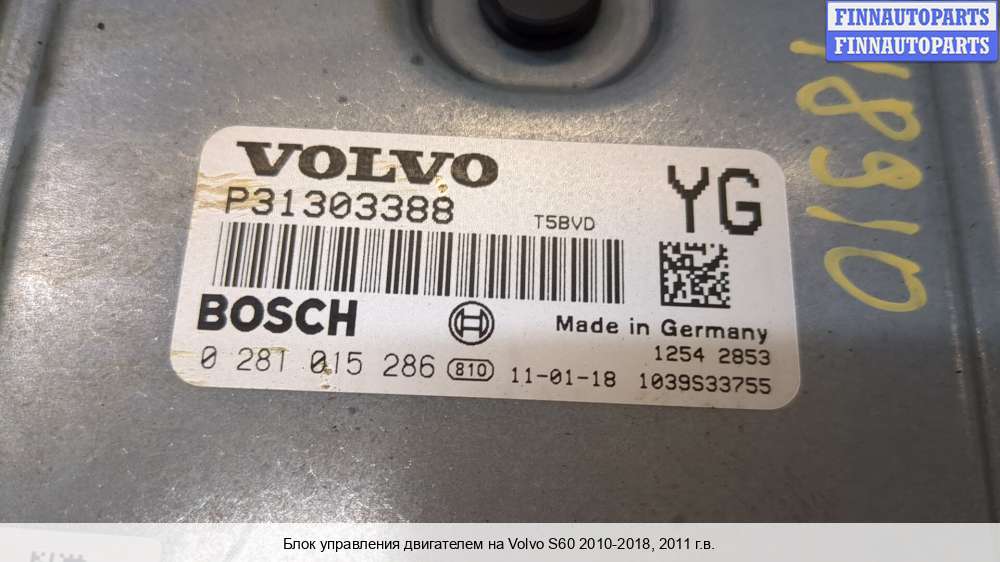 FINNAUTOPARTS
FINNAUTOPARTS
VOLVO
P31303388
T5BVD
YG
BOSCH
Made in Germany
1254 2853
0 281 015 286 810 11-01-18 1039S33755
Блок управления двигателем на Volvo S60 2010-2018, 2011 г.в.